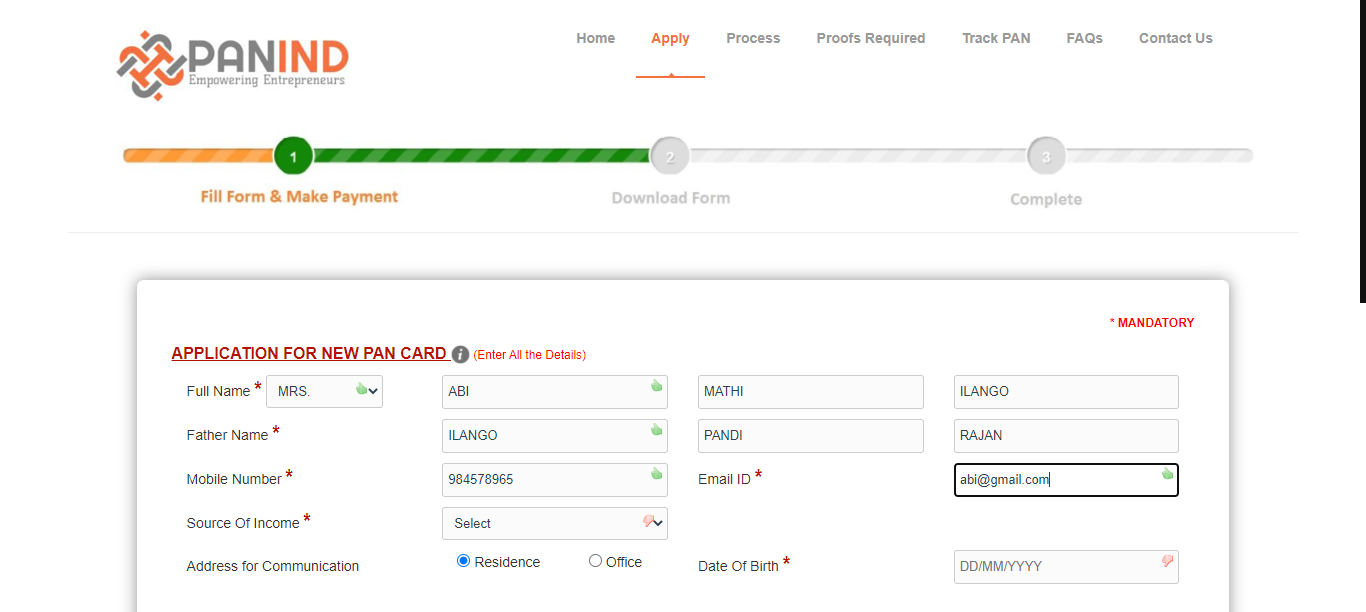 PANIND
Empowering Entrepreneurs
Home Apply Process Proofs Required Track PAN FAQs Contact Us
1 2 3
Fill Form & Make Payment Download Form Complete
* MANDATORY
APPLICATION FOR NEW PAN CARD i (Enter All the Details)
Full Name * MRS. ABI MATHI ILANGO
Father Name * ILANGO PANDI RAJAN
Mobile Number * 984578965 Email ID * abi@gmail.com
Source Of Income * Select
Address for Communication Residence Office Date Of Birth * DD/MM/YYYY